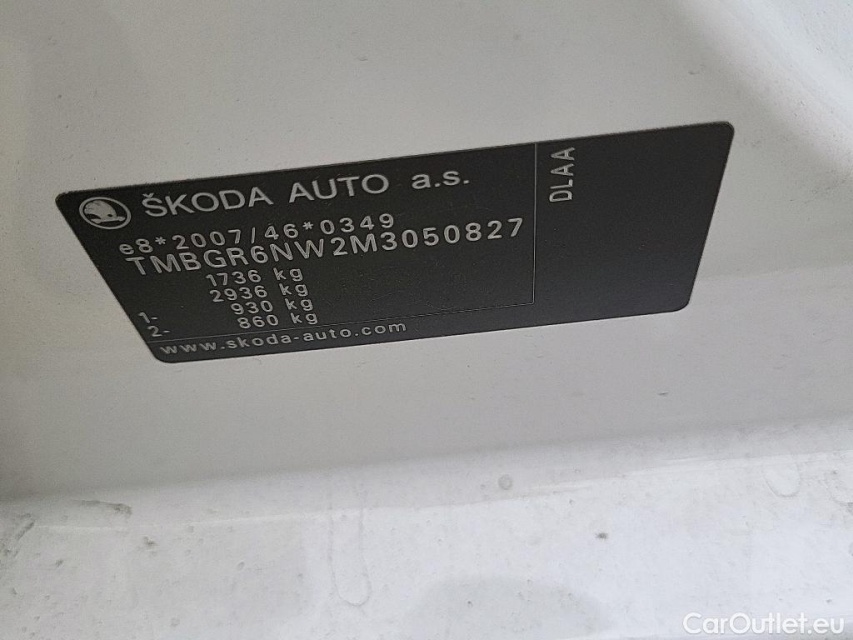 ŠKODA AUTO a.s.
e8*2007/46*0349
TMBGR6NW2M3050827
1736 kg
2936 kg
1- 930 kg
2- 860 kg
www.skoda-auto.com
DLAA
CarOutlet.eu